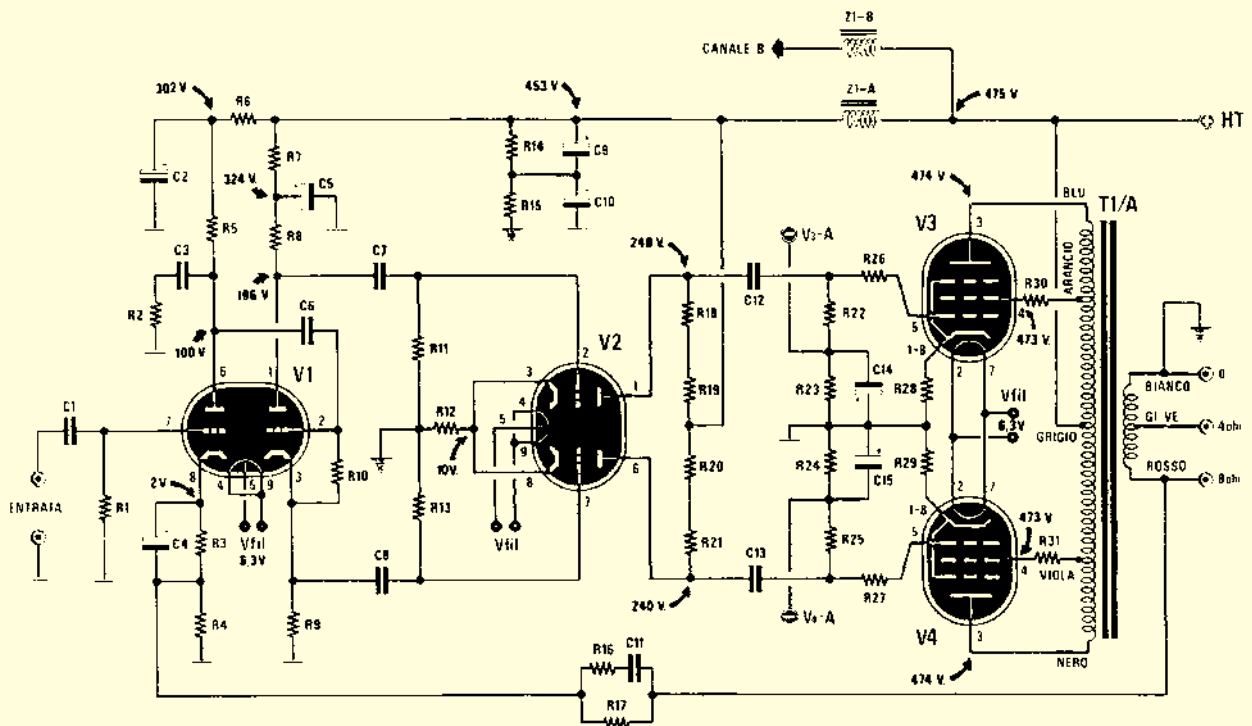 Z1-B
CANALE B
302 V.
R6
453 V.
Z1-A
475 V.
HT
C2
R7
R14
C9
324 V.
C5
R15
C10
474 V.
BLU
T1/A
R5
R8
C3
C7
V3-A
V3
3
ARANCIO
R2
196 V
C6
248 V.
C12
R26
R30
R18
R22
5
4
473 V.
100 V.
R11
V2
2
1-8
2
7
V1
6
1
3
1
R19
C14
R23
R28
Vfil
6,3V
BIANCO
0
C1
7
2
R12
4
5
9
GRIGIO
GI.VE
4ohi
R10
10V.
8
6
R20
R24
R29
ROSSO
8ohi
8
4
5
9
3
7
C15
2
7
ENTRATA
R1
2V
R13
1-8
473 V
C4
R3
Vfil
6,3V
Vfil
R21
C13
R25
5
R31
4
VIOLA
C8
R27
R4
R9
240 V.
V4
3
NERO
R16
C11
474 V.
R17